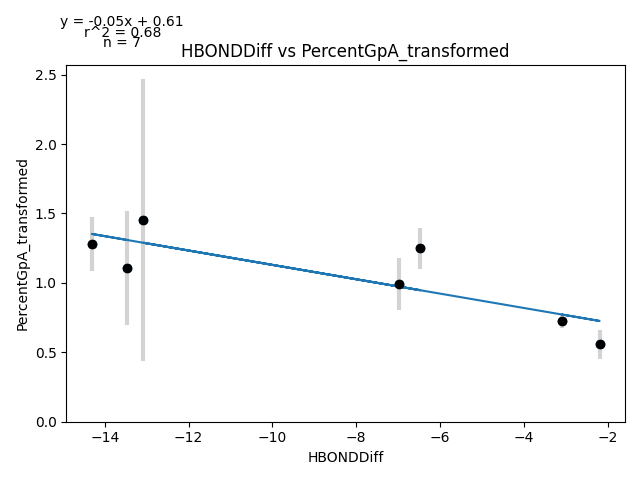 y = -0.05x + 0.61
r^2 = 0.68
n = 7
HBONDDiff vs PercentGpA_transformed
PercentGpA_transformed
2.5
2.0
1.5
1.0
0.5
0.0
−14
−12
−10
−8
−6
−4
−2
HBONDDiff